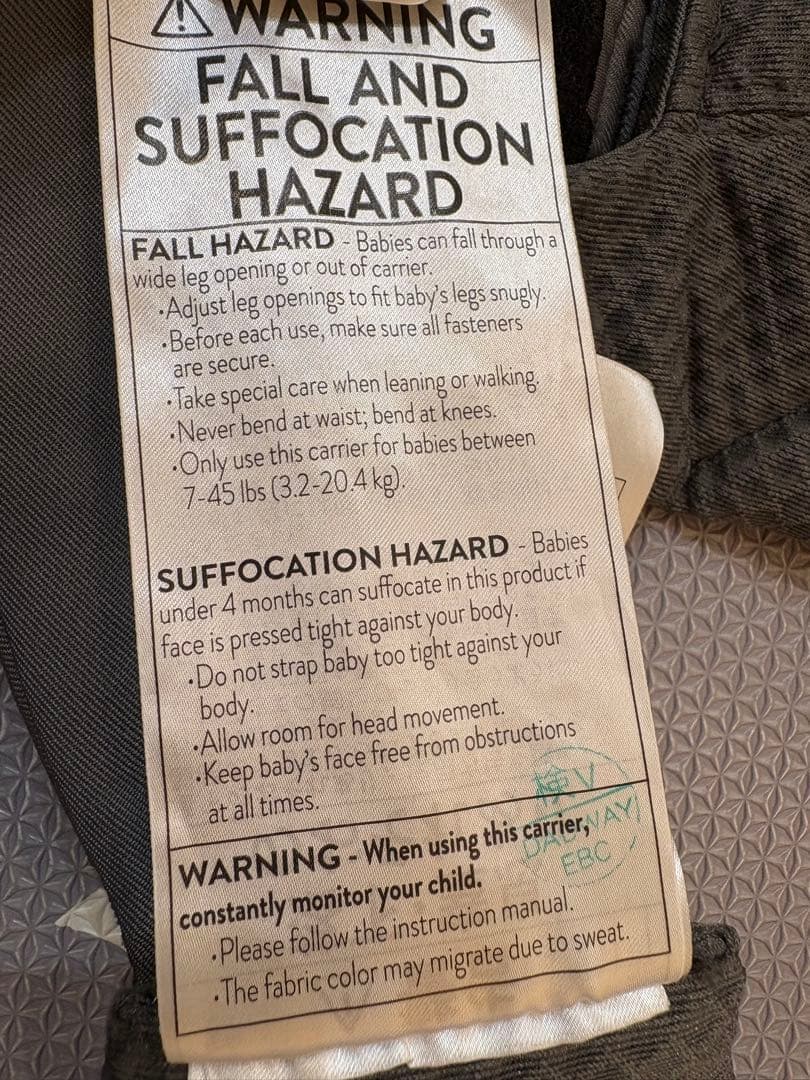 ⚠ WARNING
FALL AND
SUFFOCATION
HAZARD
FALL HAZARD - Babies can fall through a
wide leg opening or out of carrier.
•Adjust leg openings to fit baby's legs snugly.
•Before each use, make sure all fasteners
are secure.
•Take special care when leaning or walking.
•Never bend at waist; bend at knees.
•Only use this carrier for babies between
7-45 lbs (3.2-20.4 kg).
SUFFOCATION HAZARD - Babies
under 4 months can suffocate in this product if
face is pressed tight against your body.
•Do not strap baby too tight against your
body.
•Allow room for head movement.
•Keep baby's face free from obstructions
at all times.
WARNING - When using this carrier,
constantly monitor your child.
•Please follow the instruction manual.
•The fabric color may migrate due to sweat.
検 V
DADWAY
EBC